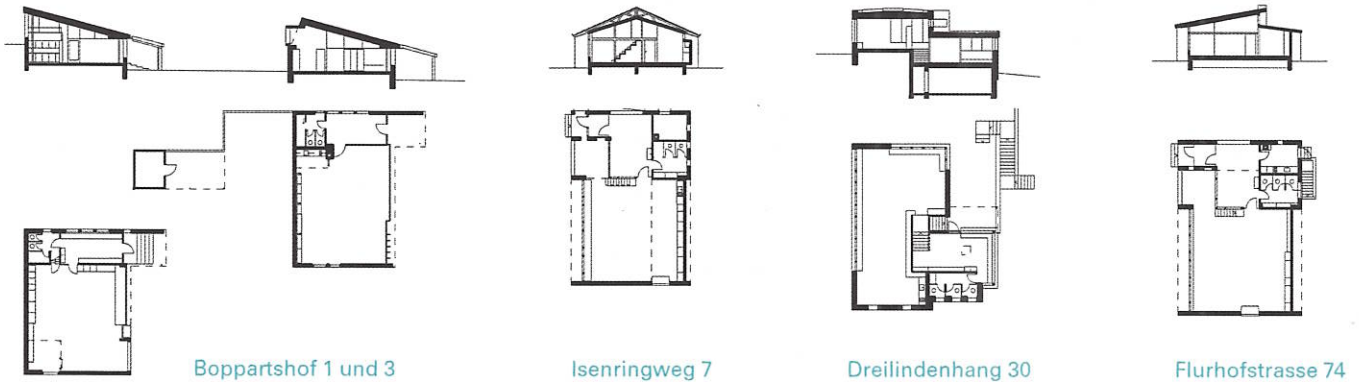 Boppartshof 1 und 3
Isenringweg 7
Dreilindenhang 30
Flurhofstrasse 74